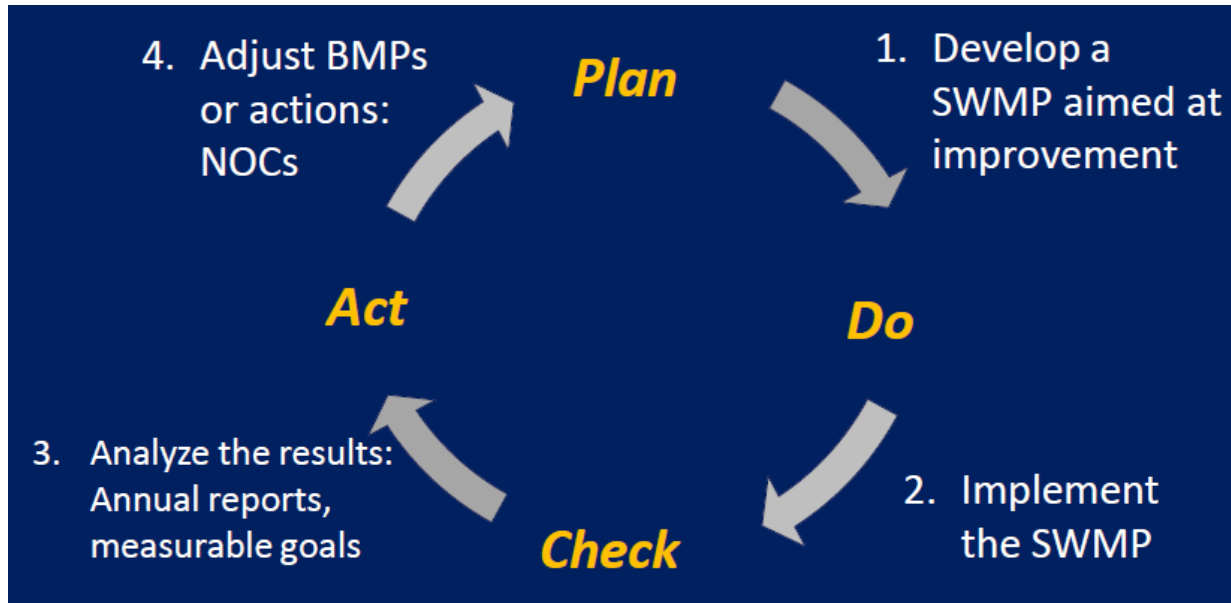 Plan
1. Develop a
SWMP aimed at
improvement
Do
2. Implement
the SWMP
Check
3. Analyze the results:
Annual reports,
measurable goals
Act
4. Adjust BMPs
or actions:
NOCs